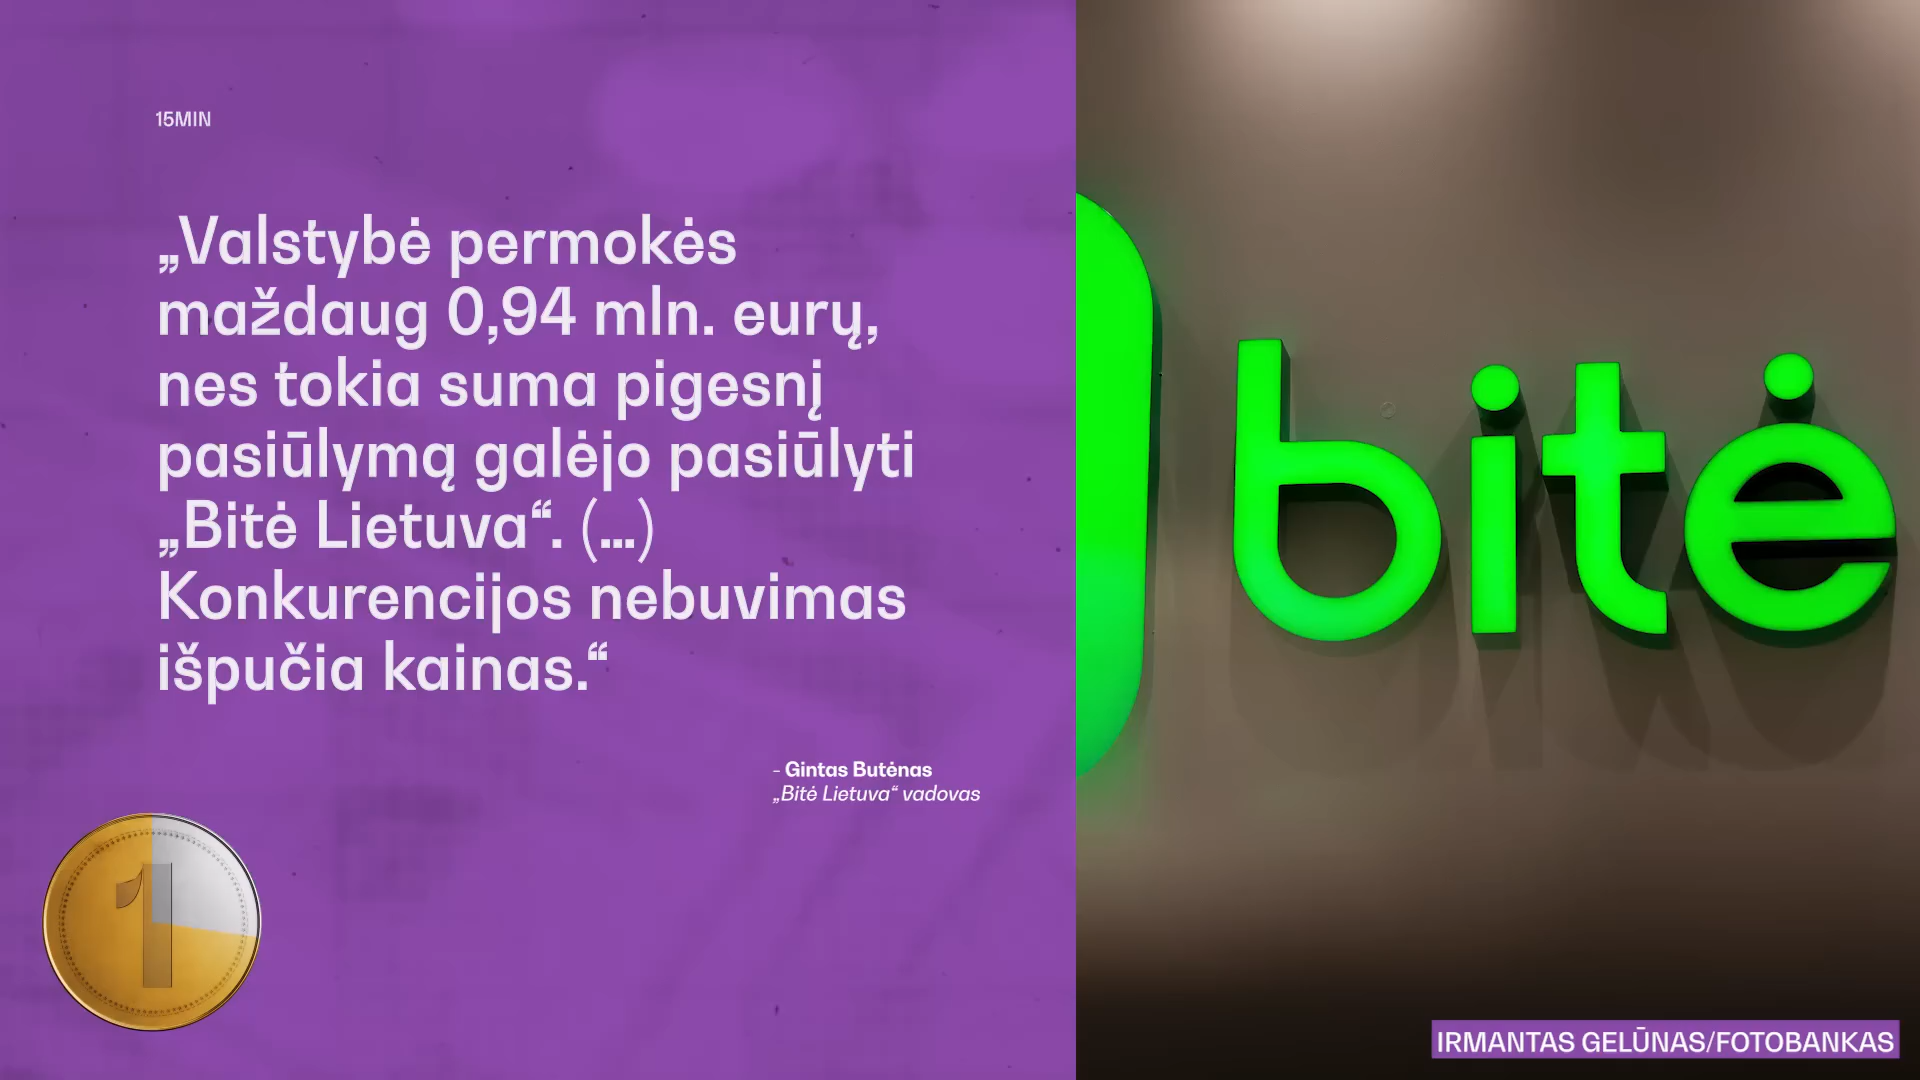 15MIN
„Valstybė permokės
maždaug 0,94 mln. eurų,
nes tokia suma pigesnį
pasiūlymą galėjo pasiūlyti
„Bitė Lietuva“. (...)
Konkurencijos nebuvimas
išpučia kainas.“
- Gintas Butėnas
„Bitė Lietuva“ vadovas
1
bitė
IRMANTAS GELŪNAS/FOTOBANKAS